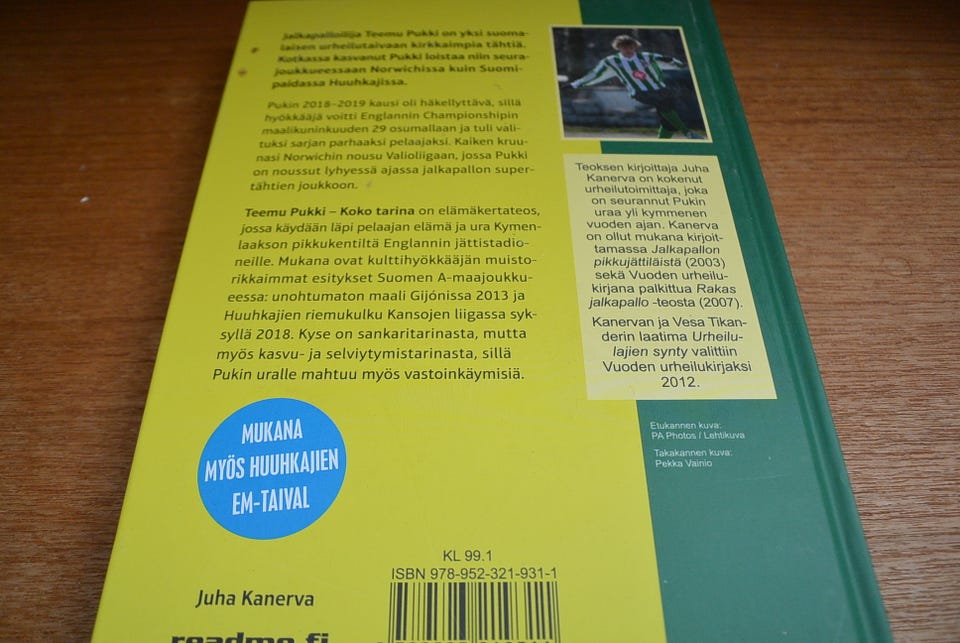 Jalkapalloilija Teemu Pukki on yksi suoma-
laisen urheilutaivaan kirkkaimpia tähtiä.
Kotkassa kasvanut Pukki loistaa niin seura-
joukkueessaan Norwichissa kuin Suomi-
paidassa Huuhkajissa.
Pukin 2018–2019 kausi oli häkellyttävä, sillä
hyökkääjä voitti Englannin Championshipin
maalikuninkuuden 29 osumallaan ja tuli vali-
tuksi sarjan parhaaksi pelaajaksi. Kaiken kruu-
nasi Norwichin nousu Valioliigaan, jossa Pukki
on noussut lyhyessä ajassa jalkapallon super-
tähtien joukkoon.
Teemu Pukki – Koko tarina on elämäkertateos,
jossa käydään läpi pelaajan elämä ja ura Kymen-
laakson pikkukentiltä Englannin jättistadio-
neille. Mukana ovat kulttihyökkääjän muisto-
rikkaimmat esitykset Suomen A-maajoukku-
eessa: unohtumaton maali Gijónissa 2013 ja
Huuhkajien riemukulku Kansojen liigassa syk-
syllä 2018. Kyse on sankaritarinasta, mutta
myös kasvu- ja selviytymistarinasta, sillä
Pukin uralle mahtuu myös vastoinkäymisiä.
MUKANA
MYÖS HUUHKAJIEN
EM-TAIVAL
Teoksen kirjoittaja Juha
Kanerva on kokenut
urheilutoimittaja, joka
on seurannut Pukin
uraa yli kymmenen
vuoden ajan. Kanerva
on ollut mukana kirjoit-
tamassa Jalkapallon
pikkujättiläistä (2003)
sekä Vuoden urheilu-
kirjana palkittua Rakas
jalkapallo -teosta (2007).
Kanervan ja Vesa Tikan-
derin laatima Urheilu-
lajien synty valittiin
Vuoden urheilukirjaksi
2012.
Etukannen kuva:
PA Photos / Lehtikuva
Takakannen kuva:
Pekka Vainio
KL 99.1
ISBN 978-952-321-931-1
Juha Kanerva
readme.fi